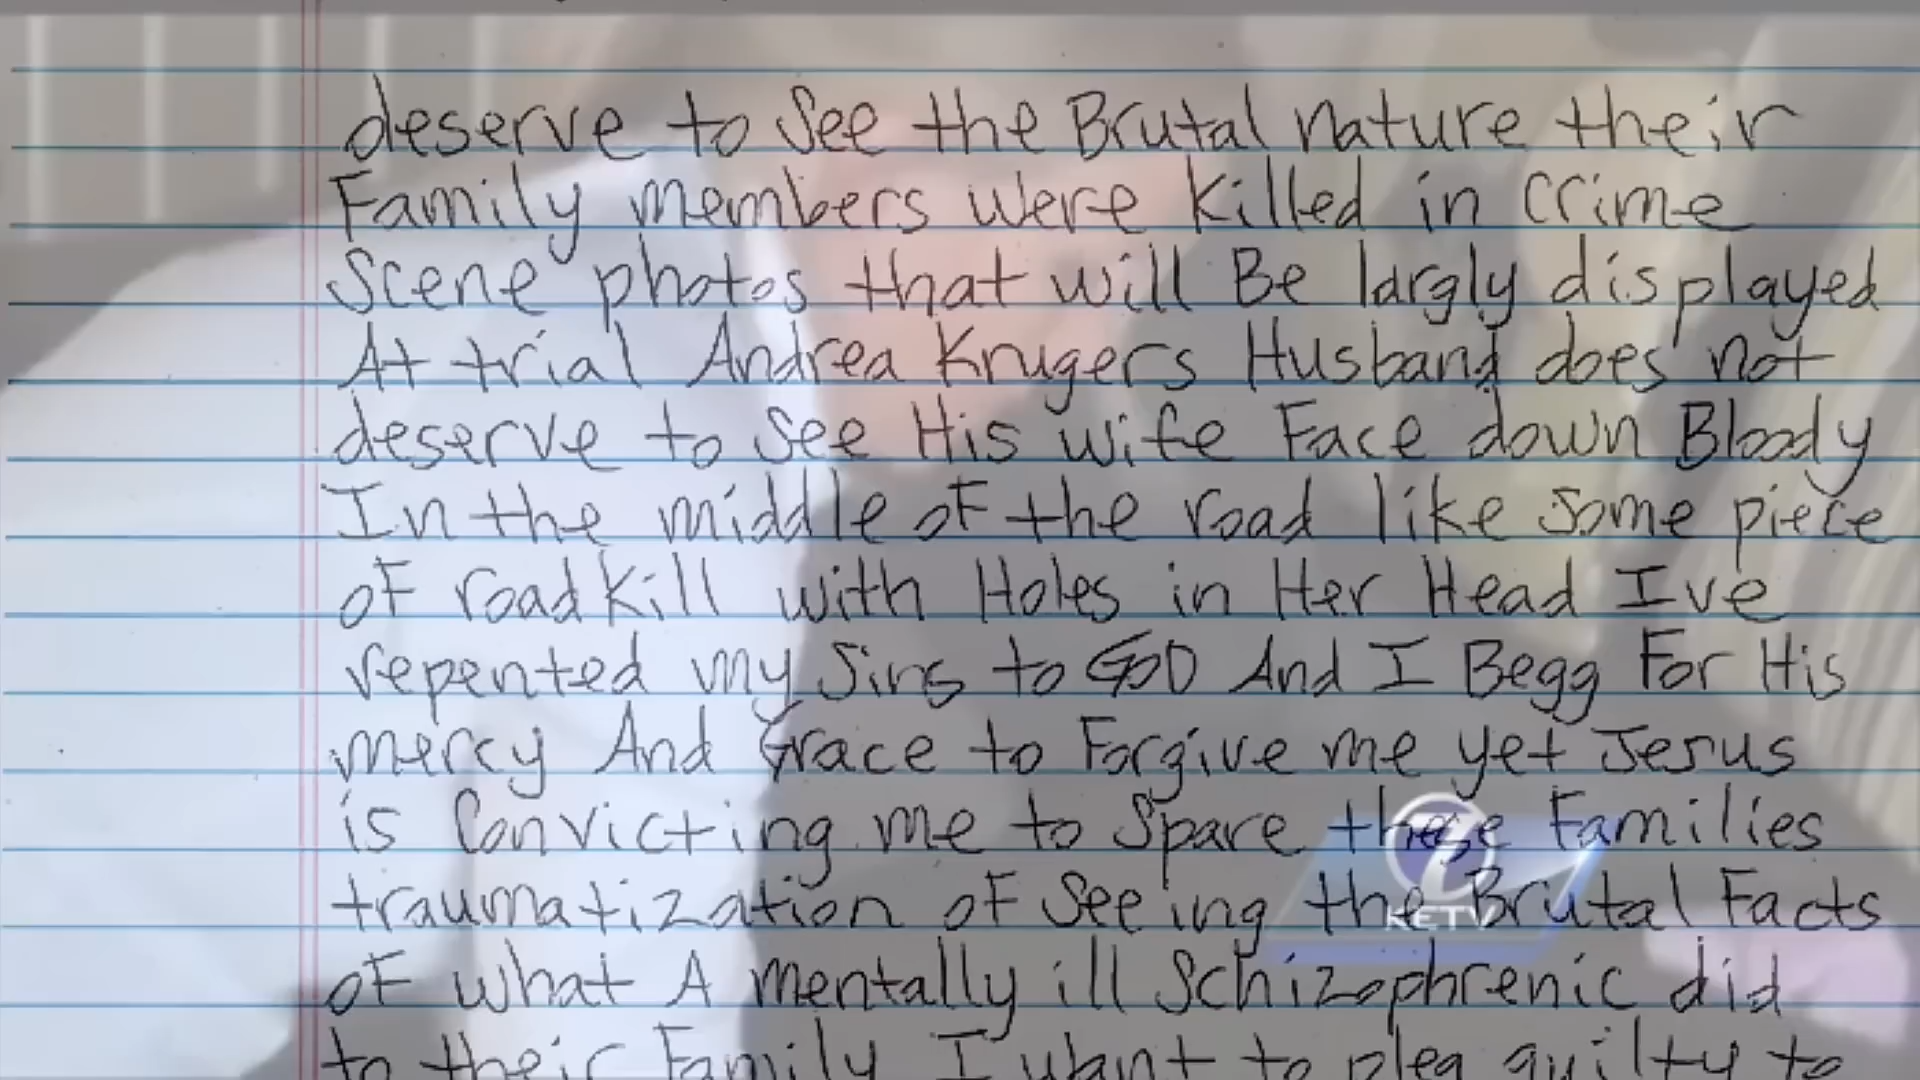 deserve to See the Brutal nature their
Family members were killed in Crime
Scene photos that will Be largly displayed
At trial Andrea Krugers Husband does not
deserve to see His wife Face down Bloody
In the middle of the road like some piece
of road kill with Holes in Her Head Ive
repented my Sins to GOD And I Begg For His
mercy And Grace to Forgive me yet Jesus
is Convicting me to Spare these Families
traumatization of Seeing the Brutal Facts
of what A mentally ill Schizophrenic did
to their Family I want to plea guilty to
7
KETV